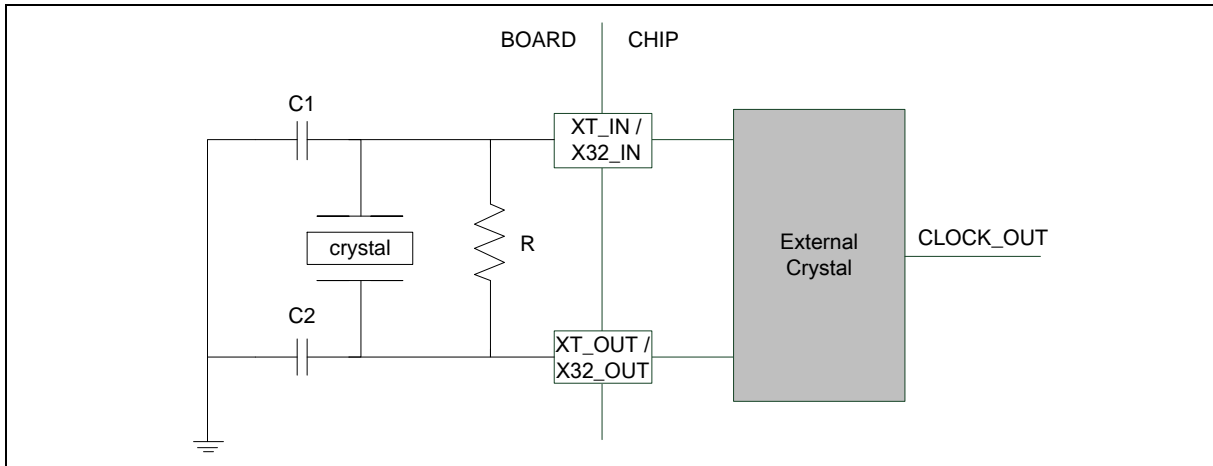 BOARD
CHIP
C1
XT_IN /
X32_IN
crystal
R
External
Crystal
CLOCK_OUT
C2
XT_OUT /
X32_OUT